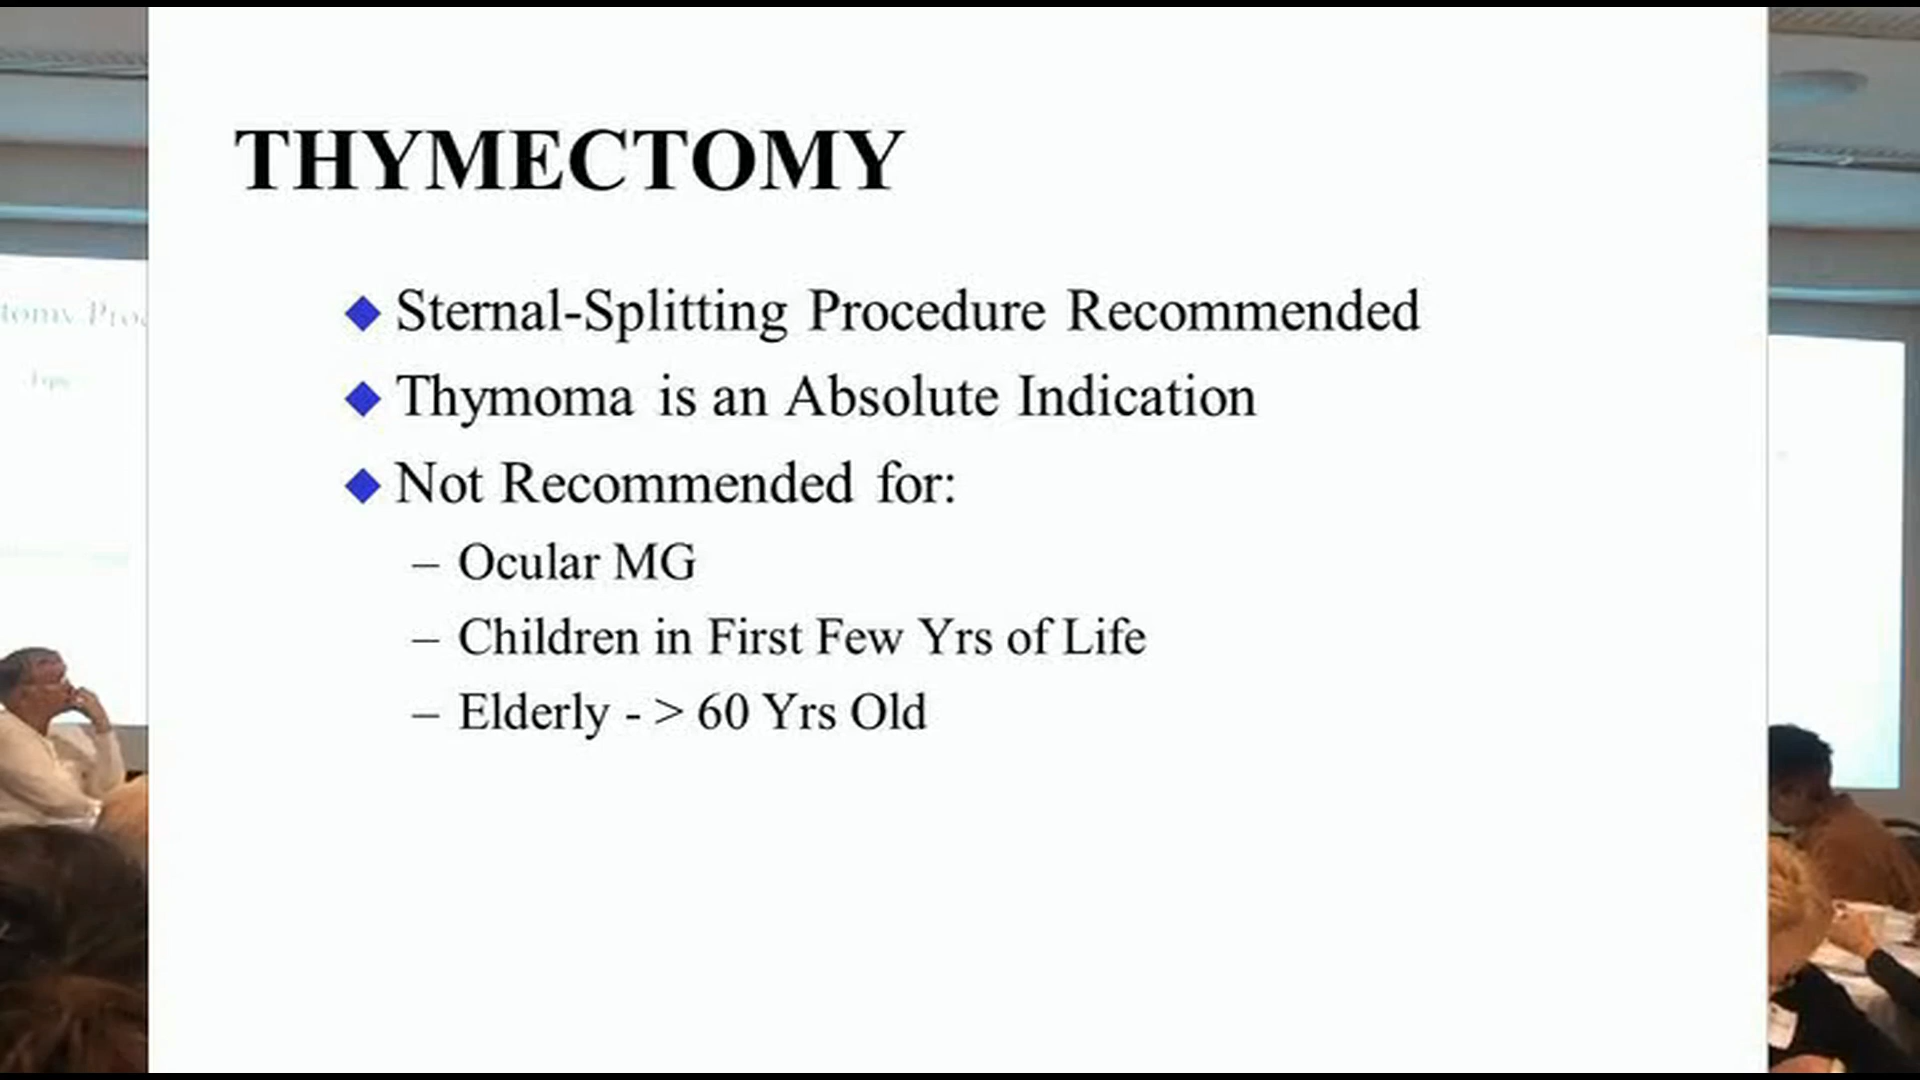 THYMECTOMY
Sternal-Splitting Procedure Recommended
Thymoma is an Absolute Indication
Not Recommended for:
– Ocular MG
– Children in First Few Yrs of Life
– Elderly - > 60 Yrs Old